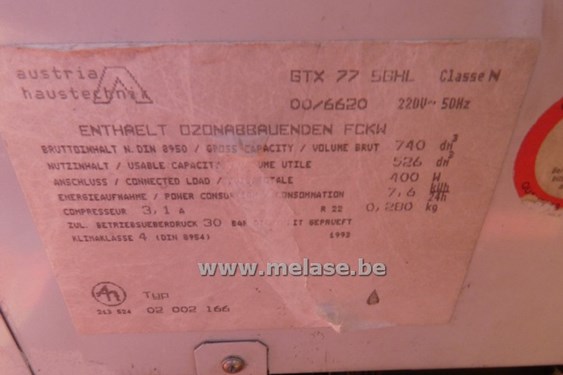 austria
haustechnik
GTX 77 5GHL Classe N
00/6620 220V~ 50Hz
ENTHAELT OZONABBAUENDEN FCKW
BRUTTOINHALT N.DIN 8950 / GROSS CAPACITY / VOLUME BRUT 740 dm³
NUTZINHALT / USABLE CAPACITY / VOLUME UTILE 526 dm³
ANSCHLUSS / CONNECTED LOAD / 400 W
ENERGIEAUFNAHME / POWER CONSUMPTION / CONSOMMATION 7,6 kWh/24h
COMPRESSEUR 3,1 A R 22 0,280 kg
ZUL. BETRIEBSUEBERDRUCK 30 BAR GEPRUEFT
KLIMAKLASSE 4 (DIN 8954) 1993
www.melase.be
Typ
02 002 166